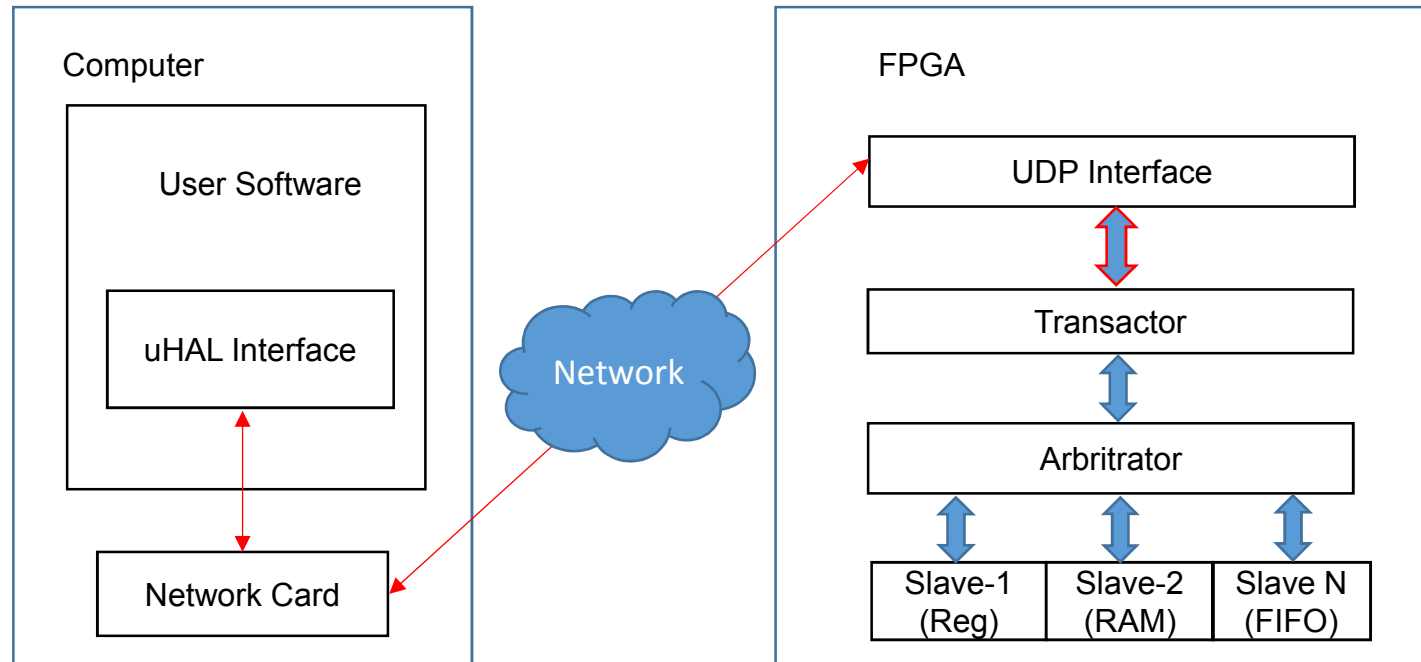 Computer
User Software
uHAL Interface
Network Card
Network
FPGA
UDP Interface
Transactor
Arbritrator
Slave-1
(Reg)
Slave-2
(RAM)
Slave N
(FIFO)